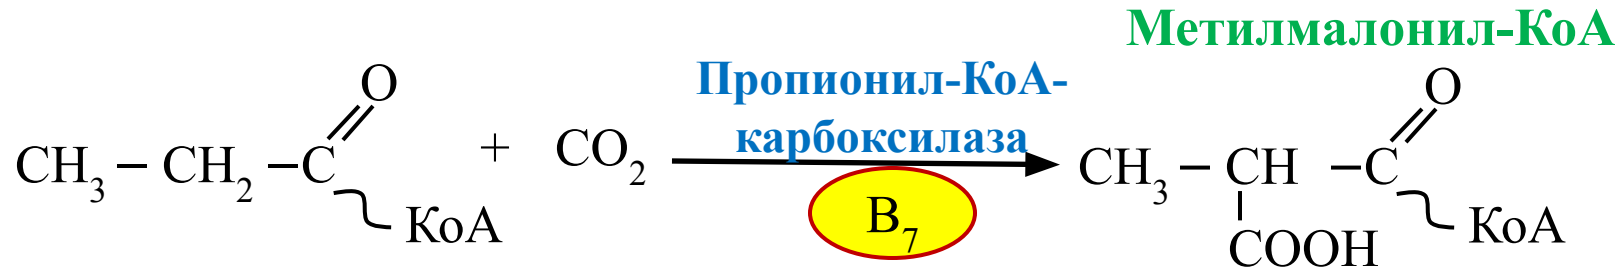 Метилмалонил-КоА
Пропионил-КоА-
карбоксилаза
CH₃ – CH₂ – C
O
КоА
+ CO₂
B₇
CH₃ – CH – C
O
COOH
КоА